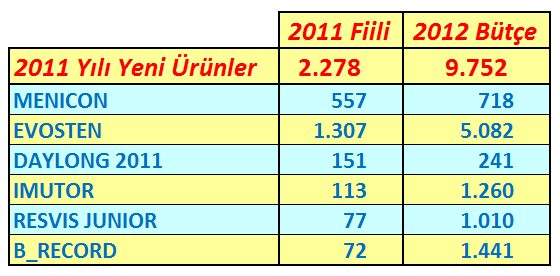 2011 Fiili 2012 Bütçe
2011 Yılı Yeni Ürünler 2.278 9.752
MENICON 557 718
EVOSTEN 1.307 5.082
DAYLONG 2011 151 241
IMUTOR 113 1.260
RESVIS JUNIOR 77 1.010
B_RECORD 72 1.441